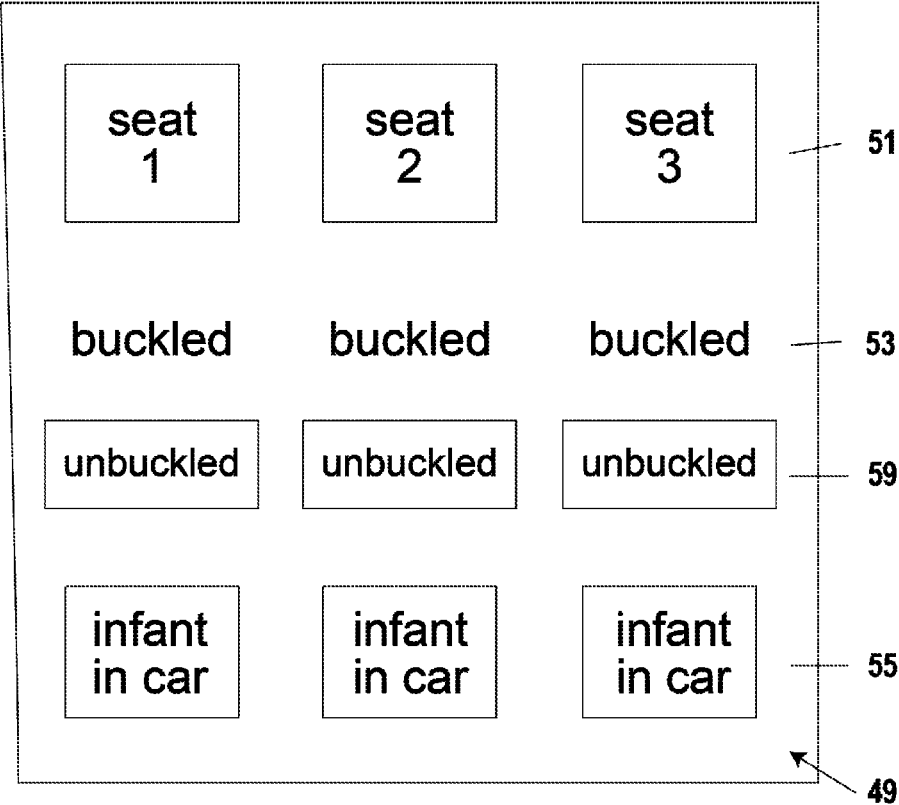 seat seat seat
1 2 3 51
buckled buckled buckled 53
unbuckled unbuckled unbuckled 59
infant infant infant
in car in car in car 55
49